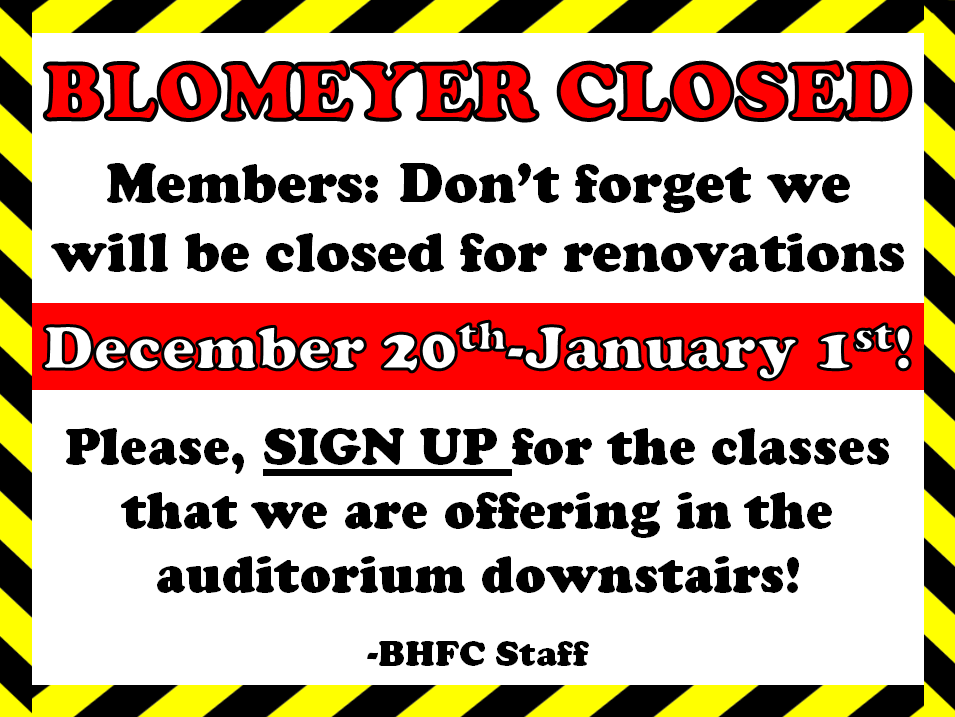 BLOMEYER CLOSED
Members: Don’t forget we
will be closed for renovations
December 20th-January 1st!
Please, SIGN UP for the classes
that we are offering in the
auditorium downstairs!
-BHFC Staff